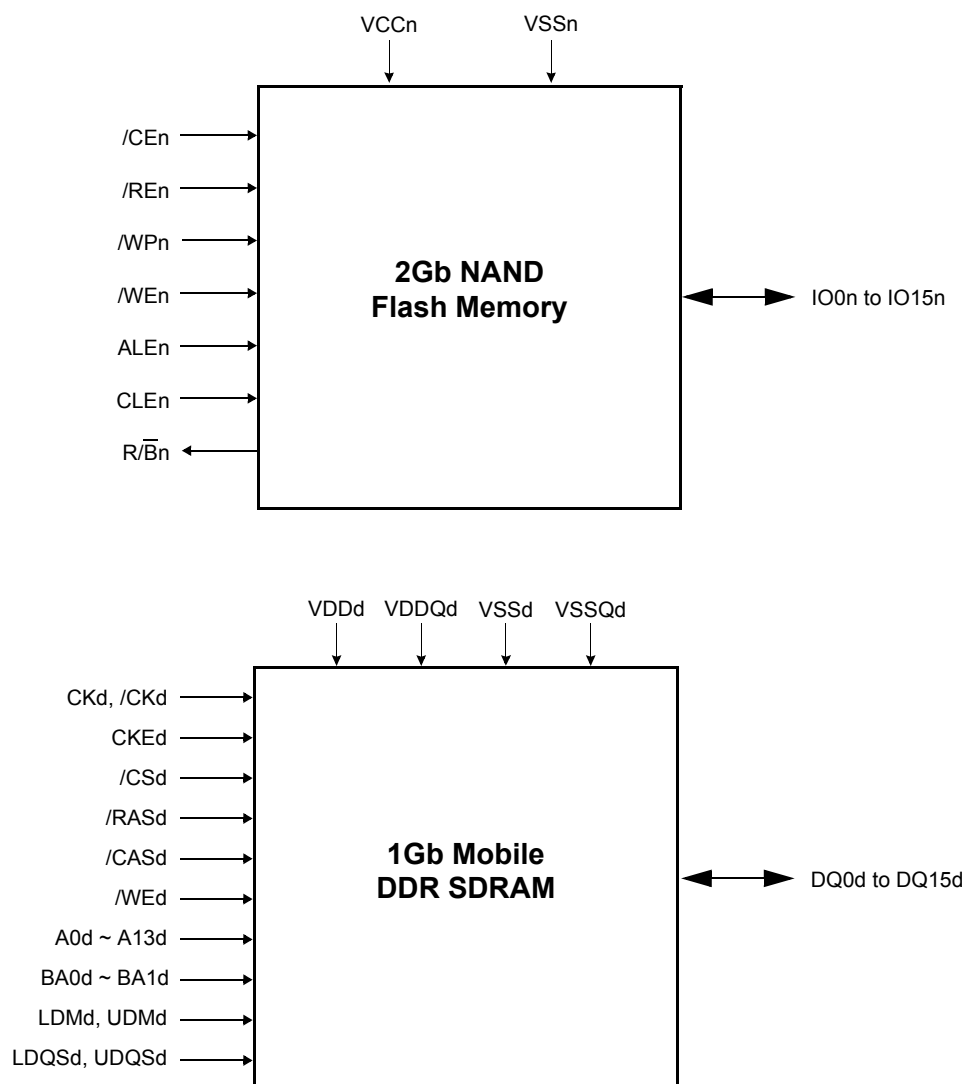 VCCn VSSn
/CEn
/REn
/WPn
/WEn
ALEn
CLEn
R/B̅n
2Gb NAND
Flash Memory
IO0n to IO15n
VDDd VDDQd VSSd VSSQd
CKd, /CKd
CKEd
/CSd
/RASd
/CASd
/WEd
A0d ~ A13d
BA0d ~ BA1d
LDMd, UDMd
LDQSd, UDQSd
1Gb Mobile
DDR SDRAM
DQ0d to DQ15d